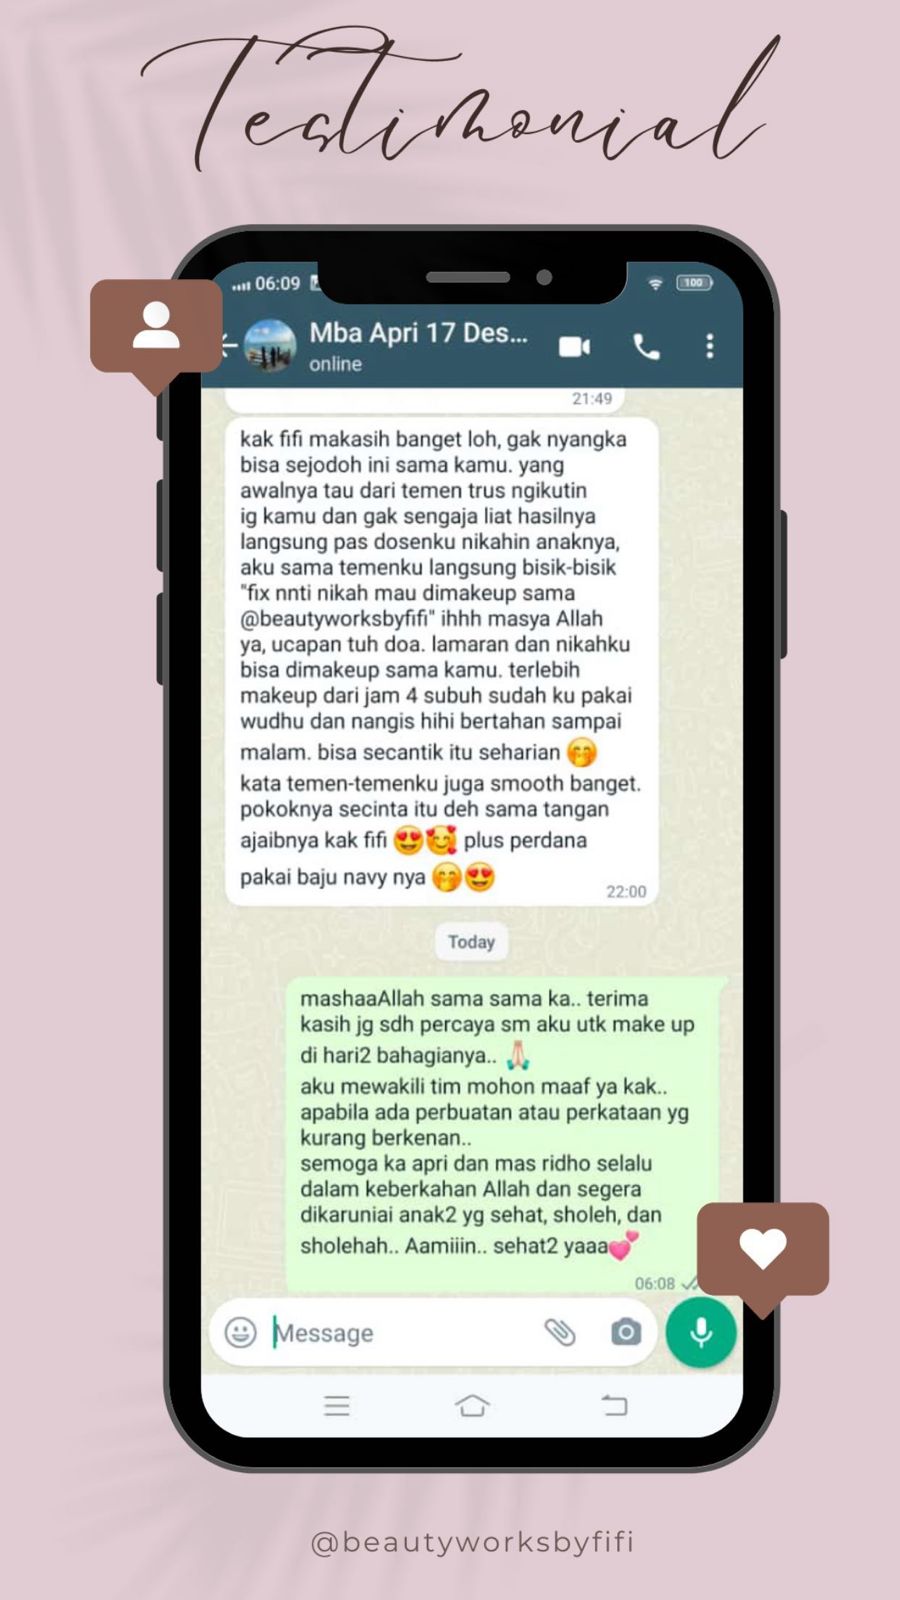 Testimonial
06:09
100
Mba Apri 17 Des...
online
21:49
kak fifi makasih banget loh, gak nyangka
bisa sejodoh ini sama kamu. yang
awalnya tau dari temen trus ngikutin
ig kamu dan gak sengaja liat hasilnya
langsung pas dosenku nikahin anaknya,
aku sama temenku langsung bisik-bisik
"fix nnti nikah mau dimakeup sama
@beautyworksbyfifi" ihhh masya Allah
ya, ucapan tuh doa. lamaran dan nikahku
bisa dimakeup sama kamu. terlebih
makeup dari jam 4 subuh sudah ku pakai
wudhu dan nangis hihi bertahan sampai
malam. bisa secantik itu seharian 🤭
kata temen-temenku juga smooth banget.
pokoknya secinta itu deh sama tangan
ajaibnya kak fifi 😍🥰 plus perdana
pakai baju navy nya 🤭😍
22:00
Today
mashaaAllah sama sama ka.. terima
kasih jg sdh percaya sm aku utk make up
di hari2 bahagianya.. 🙏🏻
aku mewakili tim mohon maaf ya kak..
apabila ada perbuatan atau perkataan yg
kurang berkenan..
semoga ka apri dan mas ridho selalu
dalam keberkahan Allah dan segera
dikaruniai anak2 yg sehat, sholeh, dan
sholehah.. Aamiiin.. sehat2 yaaa💕
06:08
Message
@beautyworksbyfifi